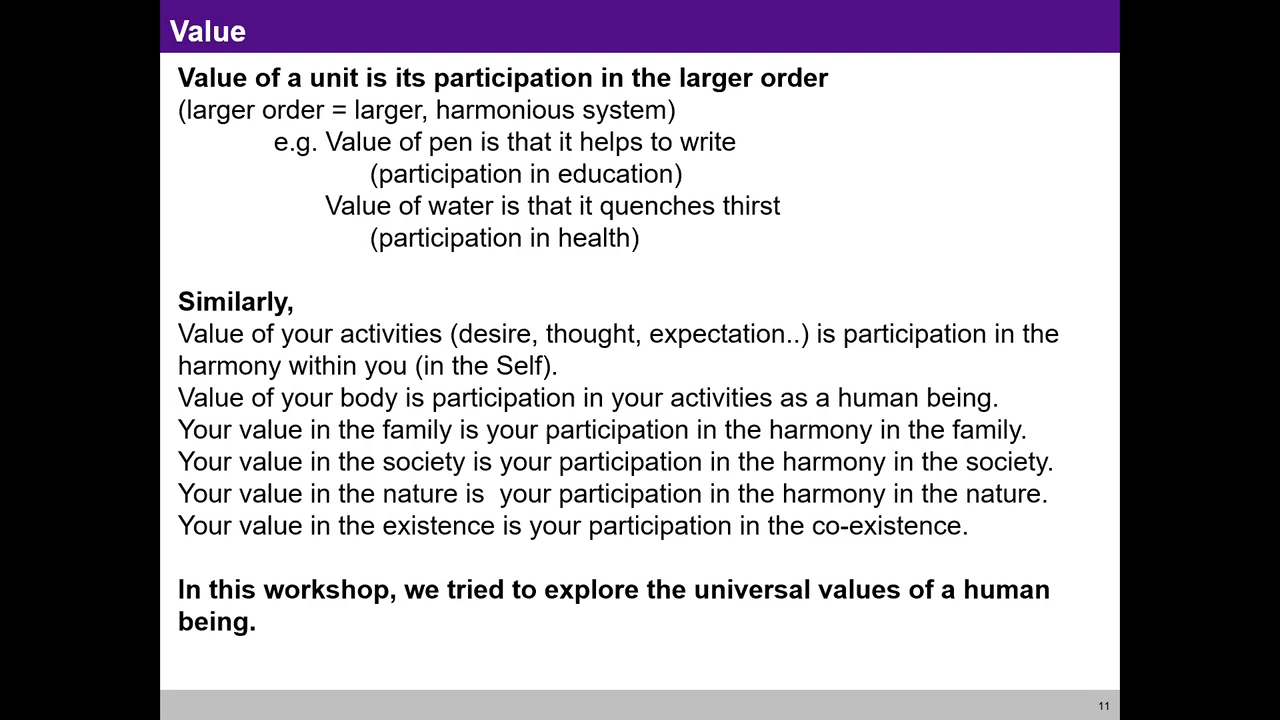 Value
Value of a unit is its participation in the larger order
(larger order = larger, harmonious system)
e.g. Value of pen is that it helps to write
(participation in education)
Value of water is that it quenches thirst
(participation in health)
Similarly,
Value of your activities (desire, thought, expectation..) is participation in the
harmony within you (in the Self).
Value of your body is participation in your activities as a human being.
Your value in the family is your participation in the harmony in the family.
Your value in the society is your participation in the harmony in the society.
Your value in the nature is  your participation in the harmony in the nature.
Your value in the existence is your participation in the co-existence.
In this workshop, we tried to explore the universal values of a human
being.
11